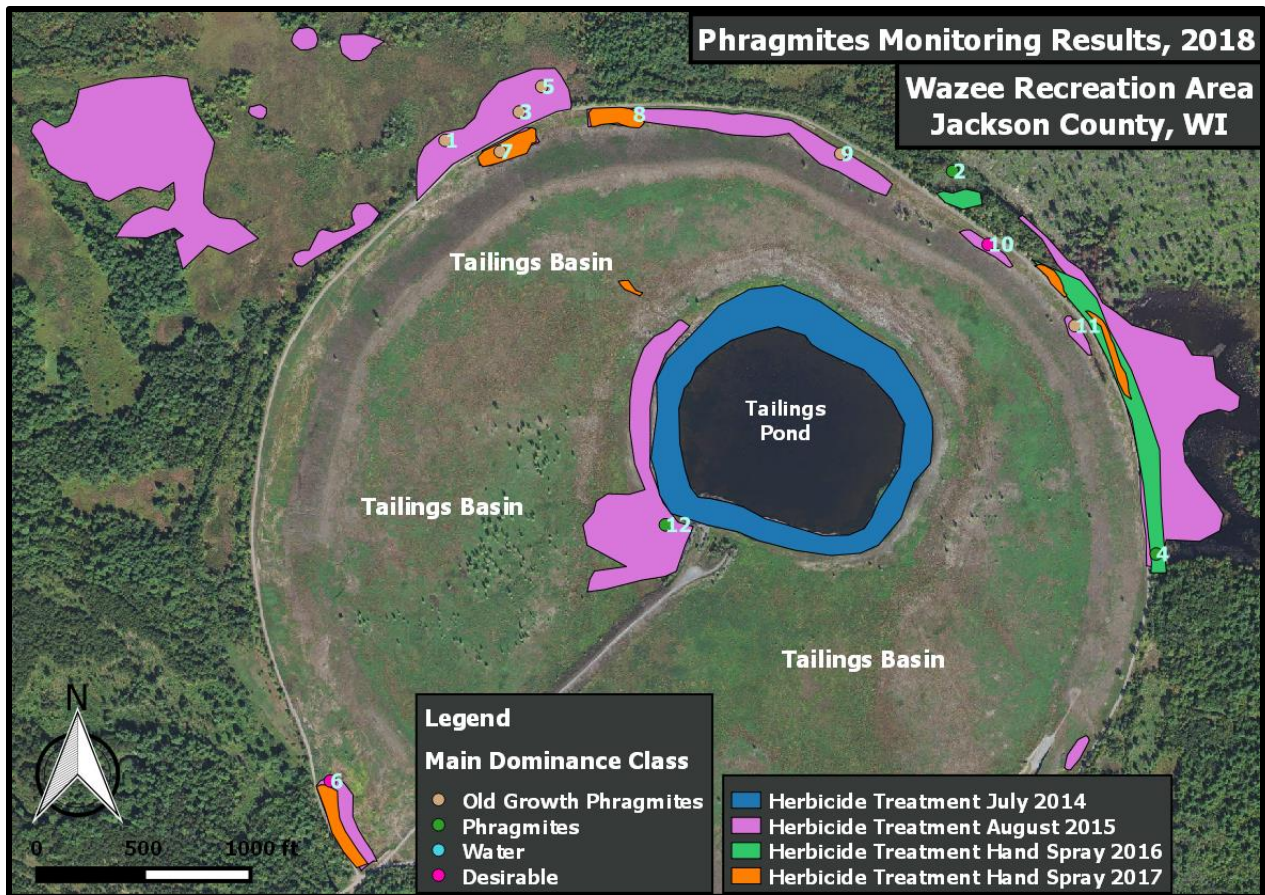 Phragmites Monitoring Results, 2018
Wazee Recreation Area
Jackson County, WI
5
3
1
7
8
9
2
10
11
Tailings Basin
Tailings
Pond
Tailings Basin
12
4
Tailings Basin
6
N
0 500 1000 ft
Legend
Main Dominance Class
Old Growth Phragmites
Phragmites
Water
Desirable
Herbicide Treatment July 2014
Herbicide Treatment August 2015
Herbicide Treatment Hand Spray 2016
Herbicide Treatment Hand Spray 2017